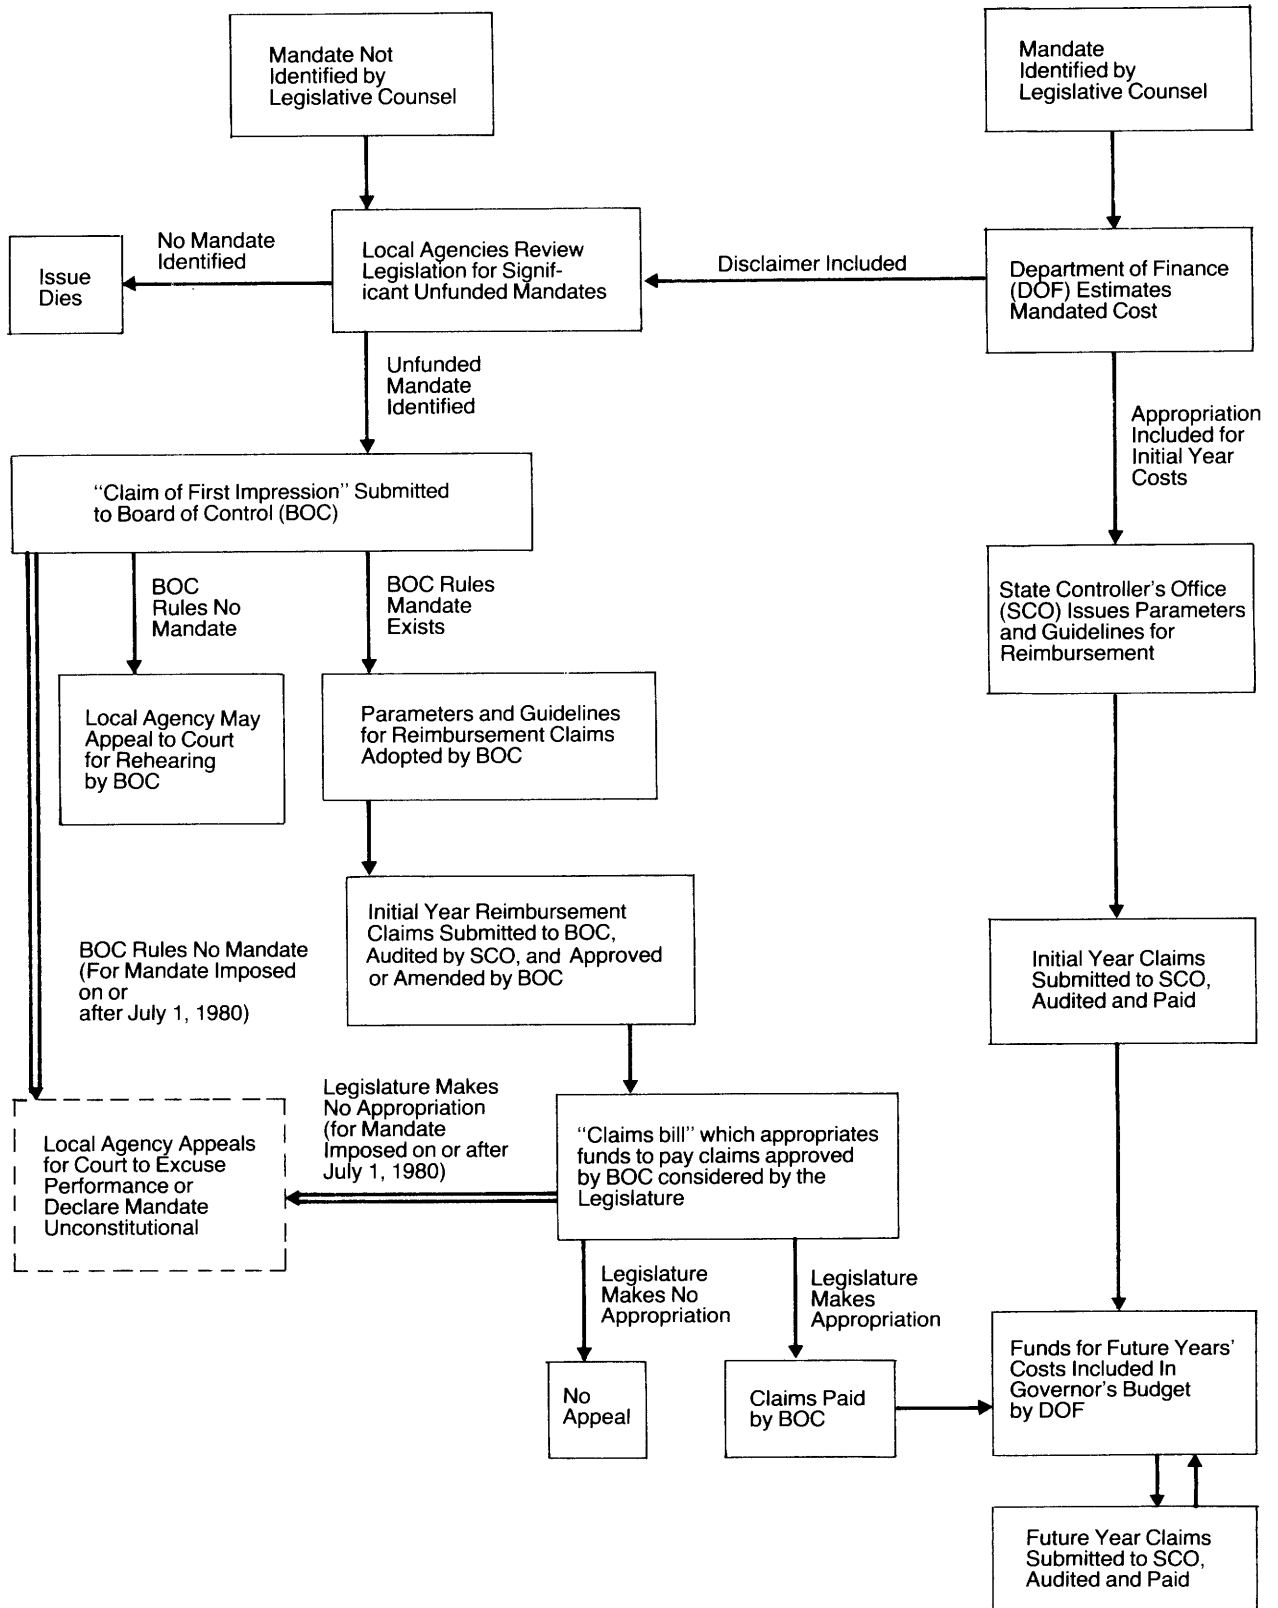 Mandate Not
Identified by
Legislative Counsel
Mandate
Identified by
Legislative Counsel
No Mandate
Identified
Issue
Dies
Local Agencies Review
Legislation for Signif-
icant Unfunded Mandates
Disclaimer Included
Department of Finance
(DOF) Estimates
Mandated Cost
Unfunded
Mandate
Identified
Appropriation
Included for
Initial Year
Costs
"Claim of First Impression" Submitted
to Board of Control (BOC)
BOC
Rules No
Mandate
BOC Rules
Mandate
Exists
State Controller's Office
(SCO) Issues Parameters
and Guidelines for
Reimbursement
Local Agency May
Appeal to Court
for Rehearing
by BOC
Parameters and Guidelines
for Reimbursement Claims
Adopted by BOC
Initial Year Reimbursement
Claims Submitted to BOC,
Audited by SCO, and Approved
or Amended by BOC
BOC Rules No Mandate
(For Mandate Imposed
on or
after July 1, 1980)
Initial Year Claims
Submitted to SCO,
Audited and Paid
Legislature Makes
No Appropriation
(for Mandate
Imposed on or after
July 1, 1980)
Local Agency Appeals
for Court to Excuse
Performance or
Declare Mandate
Unconstitutional
"Claims bill" which appropriates
funds to pay claims approved
by BOC considered by the
Legislature
Legislature
Makes No
Appropriation
Legislature
Makes
Appropriation
No
Appeal
Claims Paid
by BOC
Funds for Future Years'
Costs Included In
Governor's Budget
by DOF
Future Year Claims
Submitted to SCO,
Audited and Paid